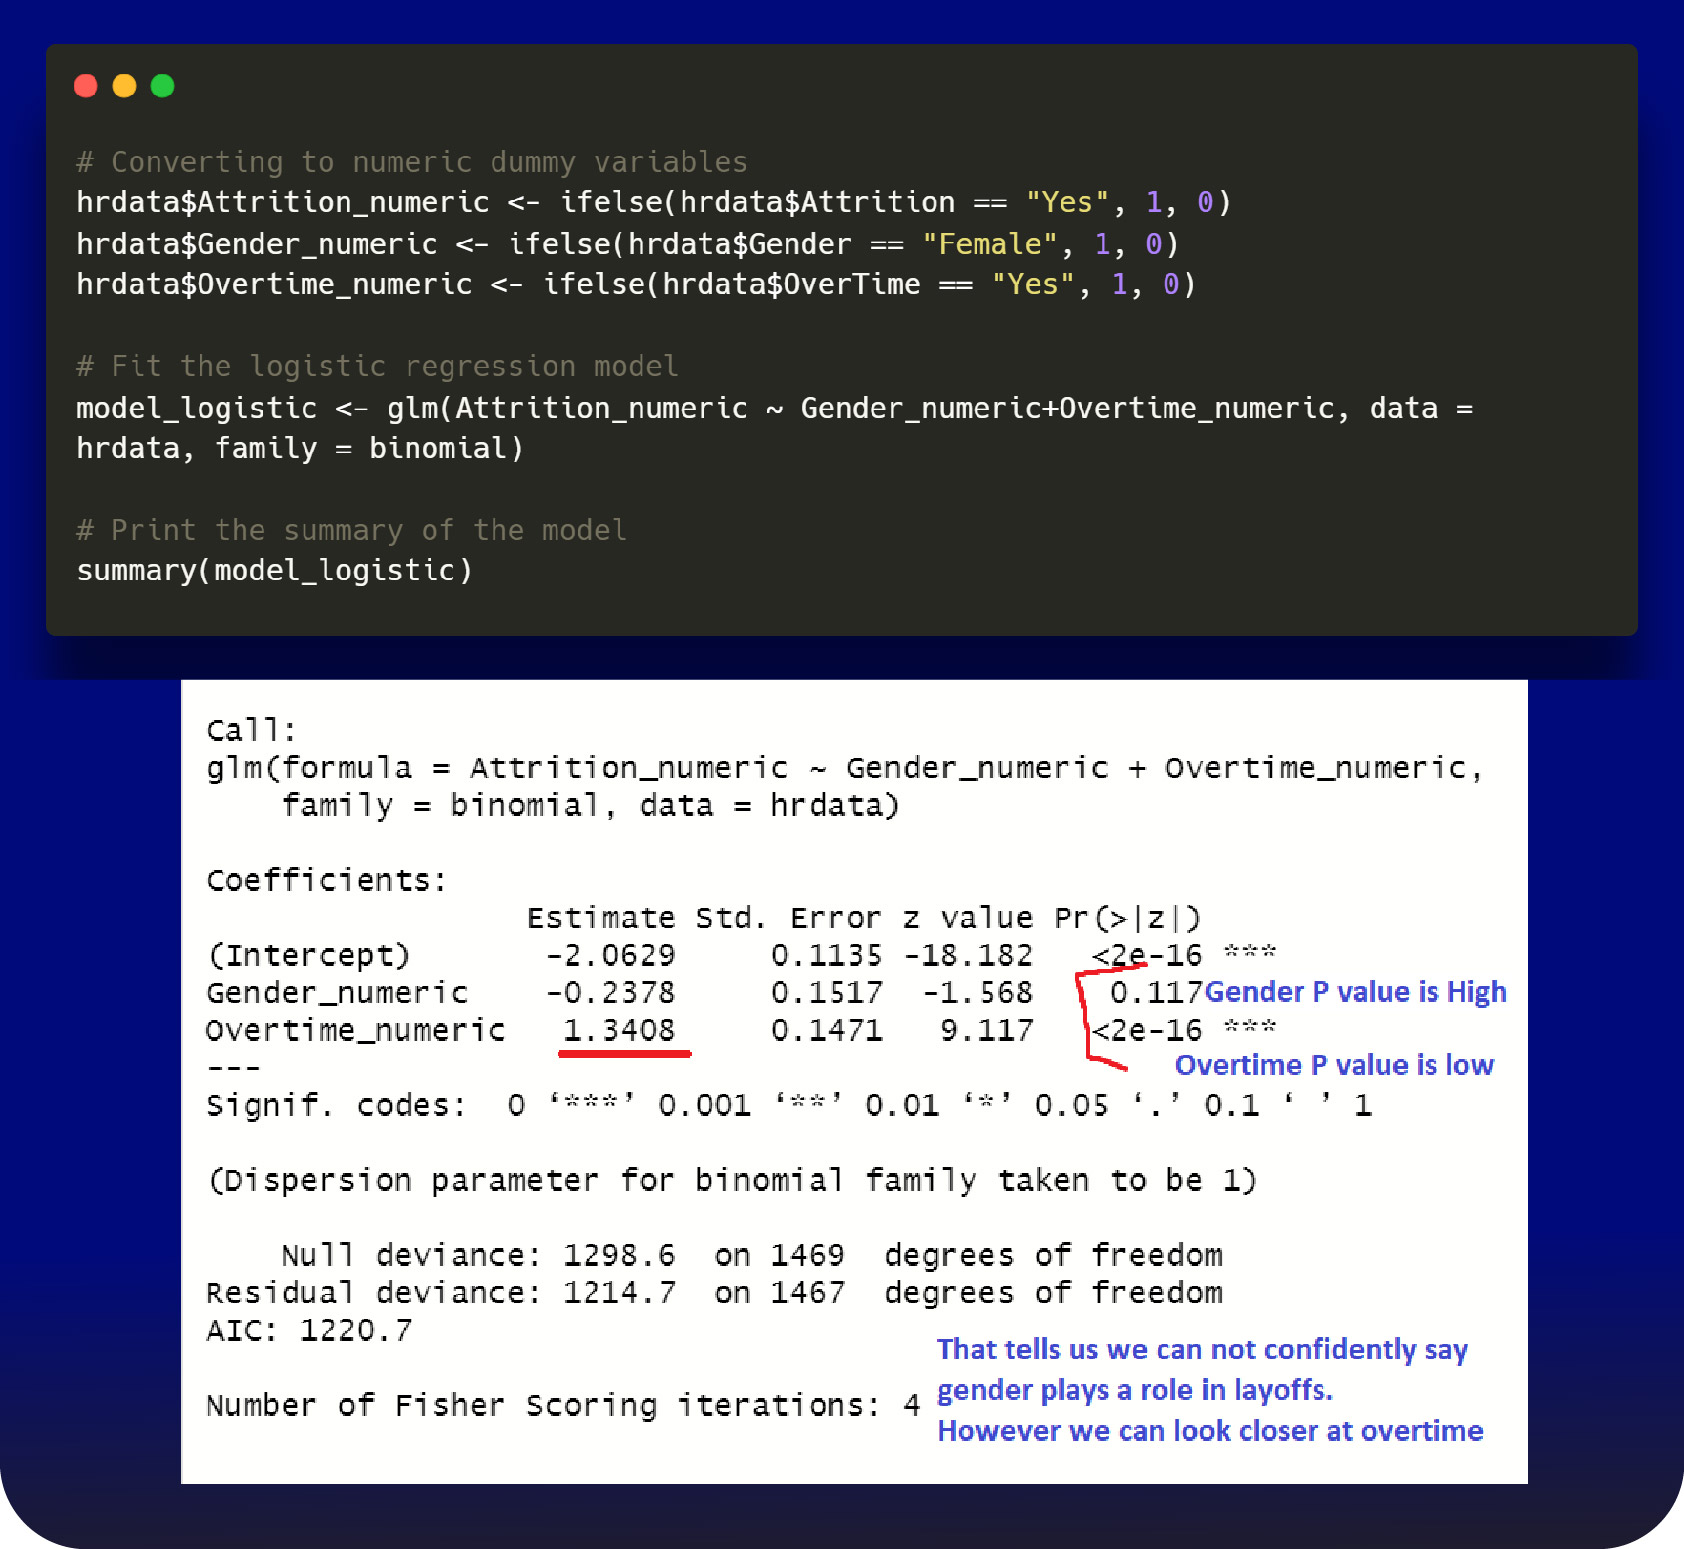 # Converting to numeric dummy variables
hrdata$Attrition_numeric <- ifelse(hrdata$Attrition == "Yes", 1, 0)
hrdata$Gender_numeric <- ifelse(hrdata$Gender == "Female", 1, 0)
hrdata$Overtime_numeric <- ifelse(hrdata$OverTime == "Yes", 1, 0)
# Fit the logistic regression model
model_logistic <- glm(Attrition_numeric ~ Gender_numeric+Overtime_numeric, data =
hrdata, family = binomial)
# Print the summary of the model
summary(model_logistic)
Call:
glm(formula = Attrition_numeric ~ Gender_numeric + Overtime_numeric,
family = binomial, data = hrdata)
Coefficients:
Estimate Std. Error z value Pr(>|z|)
(Intercept) -2.0629 0.1135 -18.182 <2e-16 ***
Gender_numeric -0.2378 0.1517 -1.568 0.117 Gender P value is High
Overtime_numeric 1.3408 0.1471 9.117 <2e-16 ***
---
Overtime P value is low
Signif. codes: 0 ‘***’ 0.001 ‘**’ 0.01 ‘*’ 0.05 ‘.’ 0.1 ‘ ’ 1
(Dispersion parameter for binomial family taken to be 1)
Null deviance: 1298.6 on 1469 degrees of freedom
Residual deviance: 1214.7 on 1467 degrees of freedom
AIC: 1220.7
Number of Fisher Scoring iterations: 4
That tells us we can not confidently say
gender plays a role in layoffs.
However we can look closer at overtime